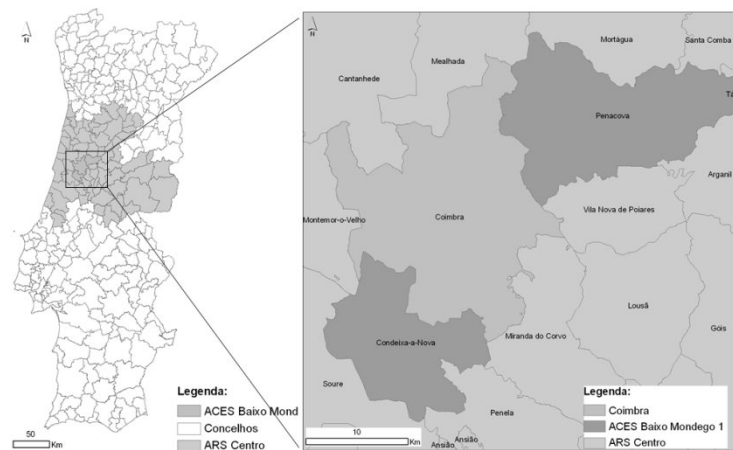 N
Legenda:
ACES Baixo Mond
Concelhos
ARS Centro
50
Km
N
Cantanhede
Mealhada
Mortágua
Santa Comba
Penacova
Tá
Arganil
Vila Nova de Poiares
Coimbra
Montemor-o-Velho
Lousã
Góis
Miranda do Corvo
Condeixa-a-Nova
Soure
Penela
Ansião
Ansião
10
Km
Legenda:
Coimbra
ACES Baixo Mondego 1
ARS Centro